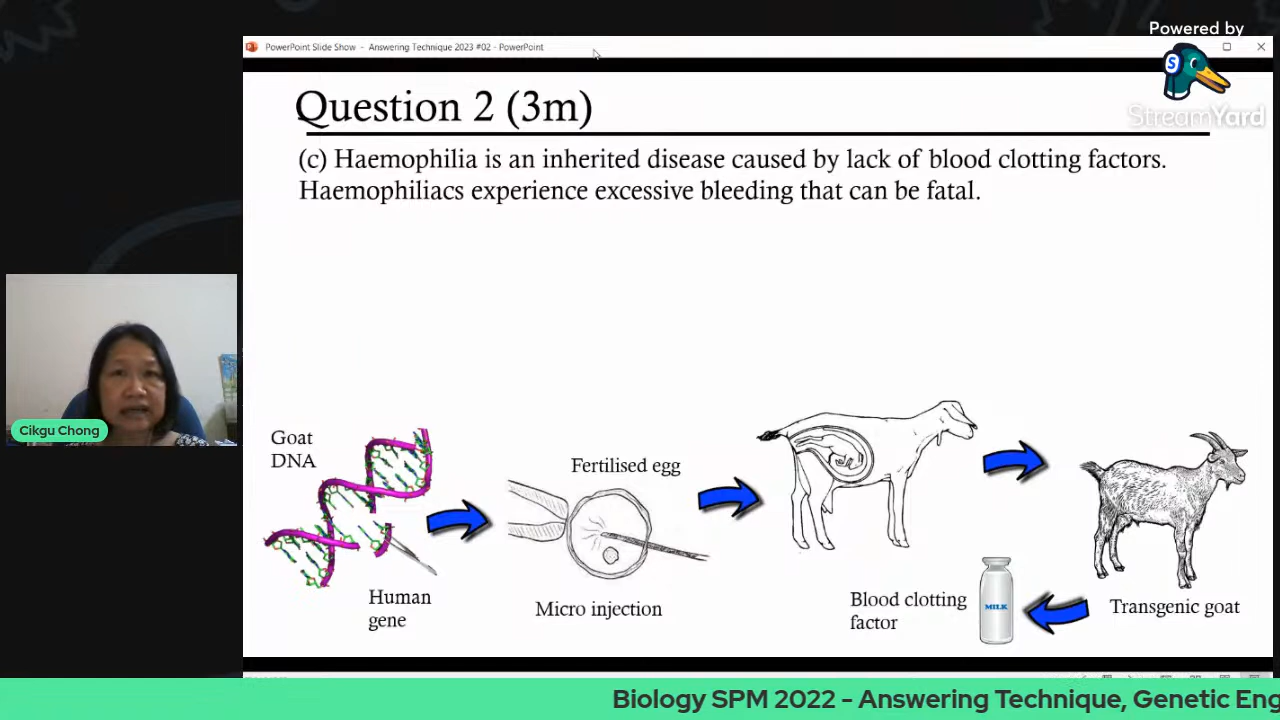 Powered by
StreamYard
PowerPoint Slide Show - Answering Technique 2023 #02 - PowerPoint
Question 2 (3m)
(c) Haemophilia is an inherited disease caused by lack of blood clotting factors.
Haemophiliacs experience excessive bleeding that can be fatal.
Cikgu Chong
Goat
DNA
Human
gene
Fertilised egg
Micro injection
Blood clotting
factor
MILK
Transgenic goat
Biology SPM 2022 - Answering Technique, Genetic Eng